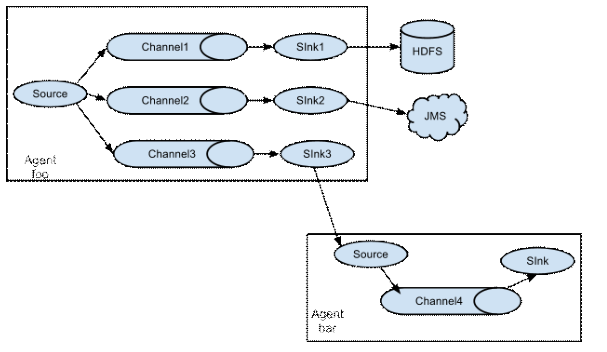 Channel1
SInk1
HDFS
Source
Channel2
SInk2
JMS
Channel3
SInk3
Agent
foo
Source
SInk
Channel4
Agent
bar